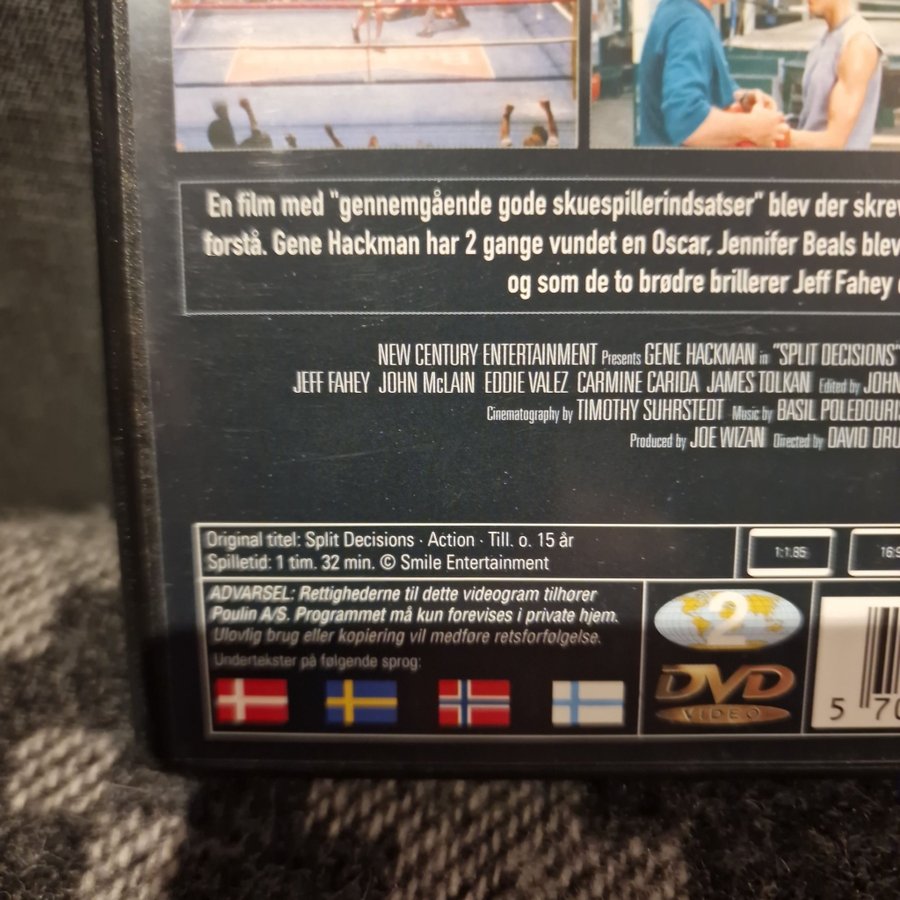 En film med "gennemgående gode skuespillerindsatser" blev der skrev
forstå. Gene Hackman har 2 gange vundet en Oscar, Jennifer Beals blev
og som de to brødre brillerer Jeff Fahey
NEW CENTURY ENTERTAINMENT Presents GENE HACKMAN in "SPLIT DECISIONS"
JEFF FAHEY JOHN McLAIN EDDIE VALEZ CARMINE CARIDA JAMES TOLKAN Edited by JOHN
Cinematography by TIMOTHY SUHRSTEDT Music by BASIL POLEDOURI
Produced by JOE WIZAN Directed by DAVID DRU
Original titel: Split Decisions · Action · Till. o. 15 år
Spilletid: 1 tim. 32 min. © Smile Entertainment
1:1.85
16:9
ADVARSEL: Rettighederne til dette videogram tilhører
Poulin A/S. Programmet må kun forevises i private hjem.
Ulovlig brug eller kopiering vil medføre retsforfølgelse.
Undertekster på følgende sprog:
2
DVD
VIDEO
5 70